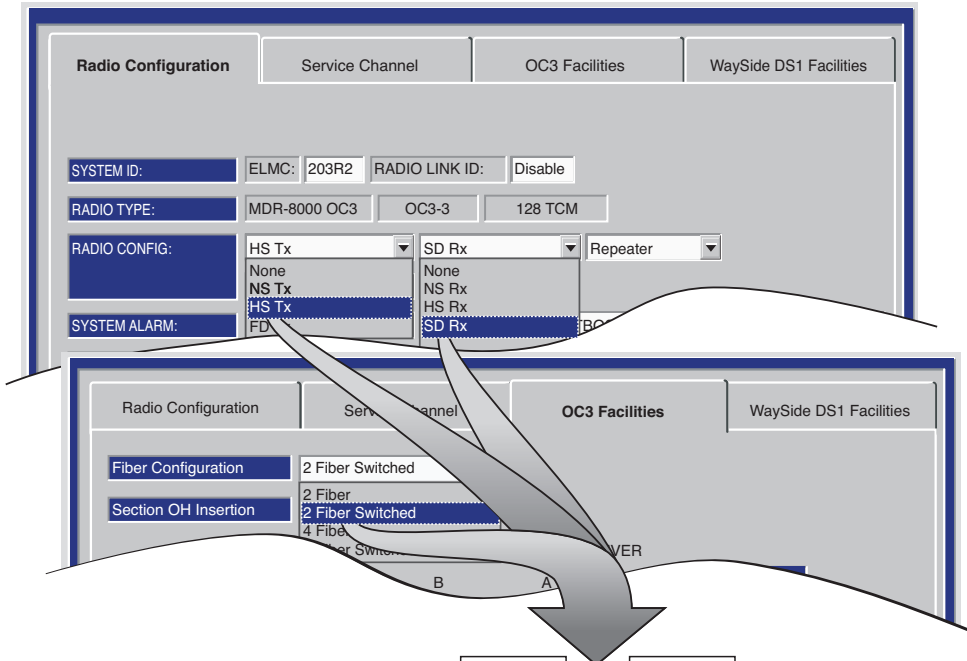 Radio Configuration Service Channel OC3 Facilities WaySide DS1 Facilities
SYSTEM ID: ELMC: 203R2 RADIO LINK ID: Disable
RADIO TYPE: MDR-8000 OC3 OC3-3 128 TCM
RADIO CONFIG: HS Tx SD Rx Repeater
None None
NS Tx NS Rx
HS Tx HS Rx
SYSTEM ALARM: FD SD Rx
Radio Configuration OC3 Facilities WaySide DS1 Facilities
Fiber Configuration 2 Fiber Switched
2 Fiber
Section OH Insertion 2 Fiber Switched
4
B A